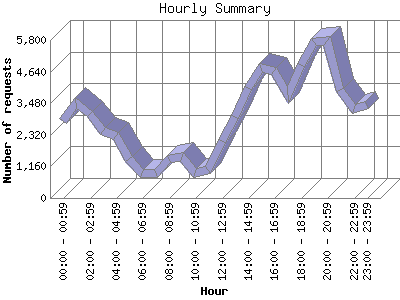 Hourly Summary
Number of requests
5,800
4,640
3,480
2,320
1,160
0
00:00 - 00:59
02:00 - 02:59
04:00 - 04:59
06:00 - 06:59
08:00 - 08:59
10:00 - 10:59
12:00 - 12:59
14:00 - 14:59
16:00 - 16:59
18:00 - 18:59
20:00 - 20:59
22:00 - 22:59
23:00 - 23:59
Hour